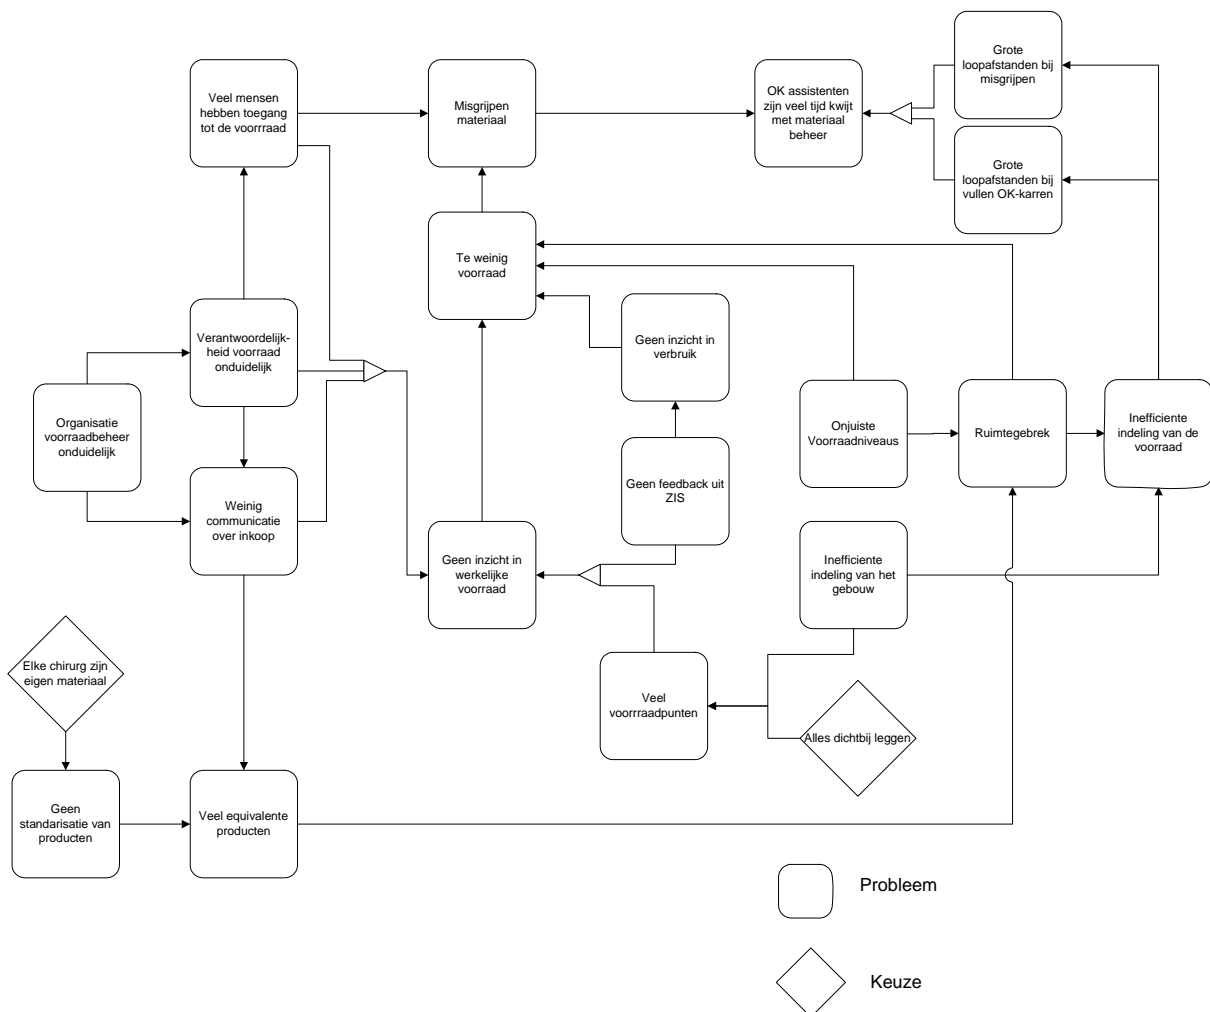 Veel mensen
hebben toegang
tot de voorrraad
Misgrijpen
materiaal
OK assistenten
zijn veel tijd kwijt
met materiaal
beheer
Grote
loopafstanden bij
misgrijpen
Grote
loopafstanden bij
vullen OK-karren
Te weinig
voorraad
Verantwoordelijk-
heid voorraad
onduidelijk
Geen inzicht in
verbruik
Organisatie
voorraadbeheer
onduidelijk
Onjuiste
Voorraadniveaus
Ruimtegebrek
Inefficiente
indeling van de
voorraad
Weinig
communicatie
over inkoop
Geen feedback uit
ZIS
Geen inzicht in
werkelijke
voorraad
Inefficiente
indeling van het
gebouw
Elke chirurg zijn
eigen materiaal
Veel
voorrraadpunten
Alles dichtbij leggen
Geen
standarisatie van
producten
Veel equivalente
producten
Probleem
Keuze